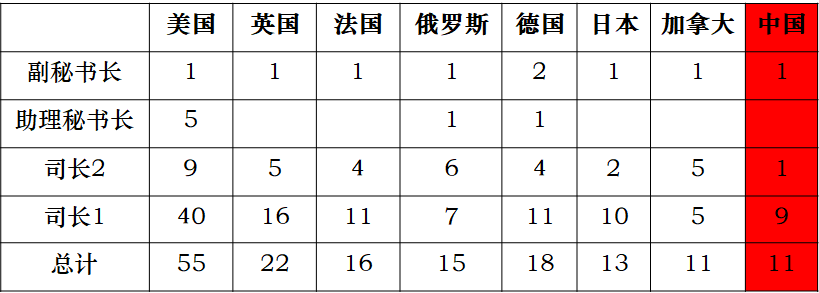 美国 英国 法国 俄罗斯 德国 日本 加拿大 中国
副秘书长 1 1 1 1 2 1 1 1
助理秘书长 5 1 1
司长2 9 5 4 6 4 2 5 1
司长1 40 16 11 7 11 10 5 9
总计 55 22 16 15 18 13 11 11